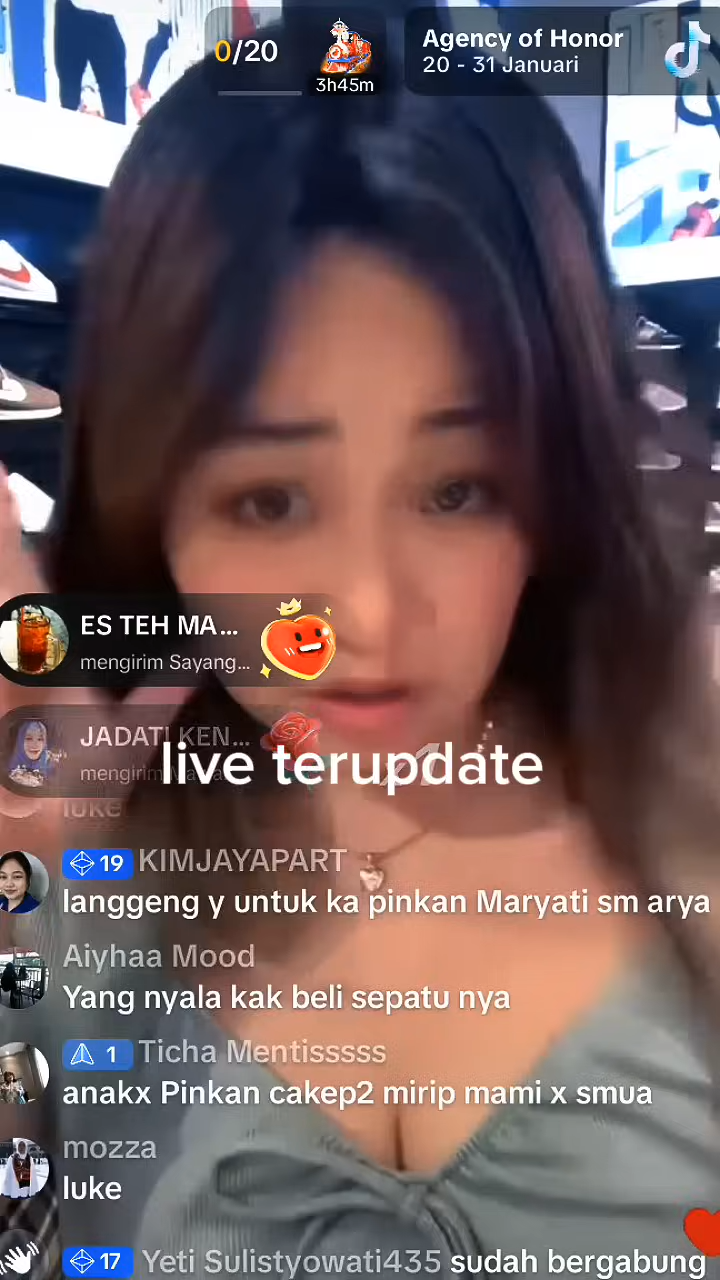 0/20
3h45m
Agency of Honor
20 - 31 Januari
ES TEH MA...
mengirim Sayang...
JADATI KEN...
mengirim
live terupdate
luke
19 KIMJAYAPART
langgeng y untuk ka pinkan Maryati sm arya
Aiyhaa Mood
Yang nyala kak beli sepatu nya
1 Ticha Mentisssss
anakx Pinkan cakep2 mirip mami x smua
mozza
luke
17 Yeti Sulistyowati435 sudah bergabung